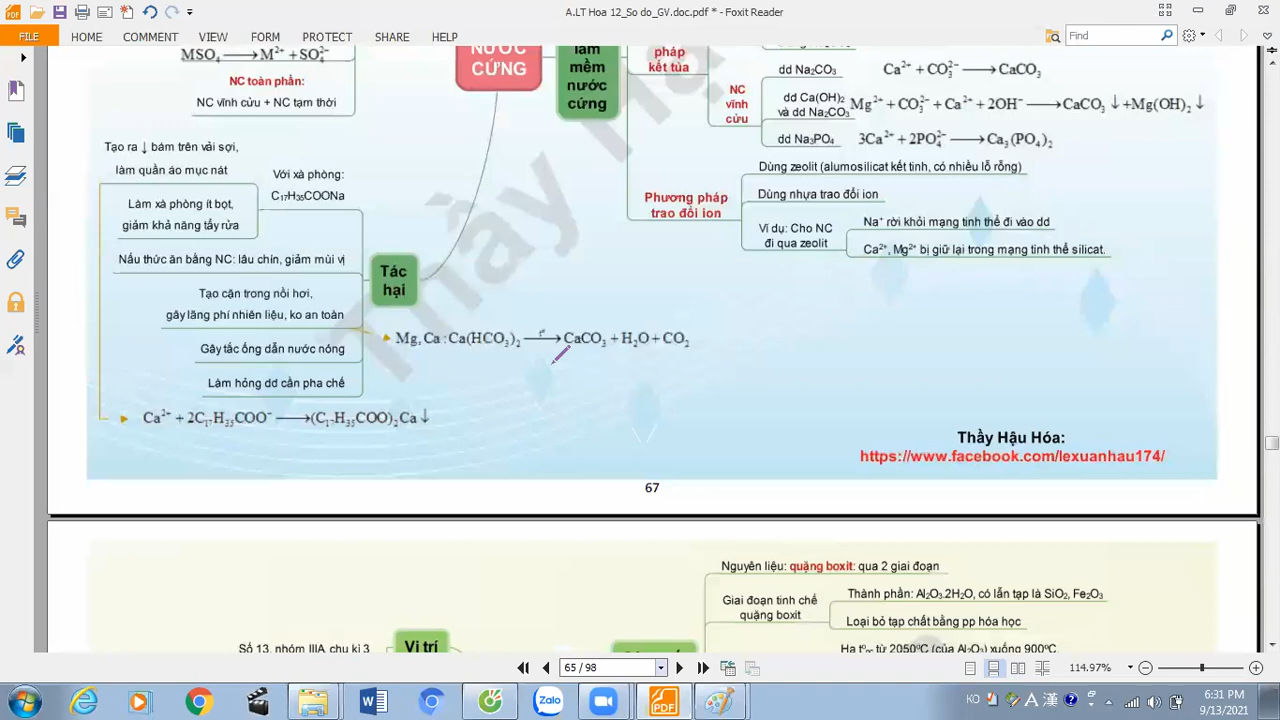 A.LT Hoa 12_So do_GV.doc.pdf * - Foxit Reader
FILE HOME COMMENT VIEW FORM PROTECT SHARE HELP
Find
MSO₄ ⟶ M²⁺ + SO₄²⁻
NC toàn phần:
NC vĩnh cửu + NC tạm thời
NƯỚC
CỨNG
làm
mềm
nước
cứng
pháp
kết tủa
NC
vĩnh
cửu
dd Na₂CO₃
Ca²⁺ + CO₃²⁻ ⟶ CaCO₃
dd Ca(OH)₂
và dd Na₂CO₃
Mg²⁺ + CO₃²⁻ + Ca²⁺ + 2OH⁻ ⟶ CaCO₃ ↓ + Mg(OH)₂ ↓
dd Na₃PO₄
3Ca²⁺ + 2PO₄³⁻ ⟶ Ca₃(PO₄)₂
Phương pháp
trao đổi ion
Dùng zeolit (alumosilicat kết tinh, có nhiều lỗ rỗng)
Dùng nhựa trao đổi ion
Ví dụ: Cho NC
đi qua zeolit
Na⁺ rời khỏi mạng tinh thể đi vào dd
Ca²⁺, Mg²⁺ bị giữ lại trong mạng tinh thể silicat.
Tạo ra ↓ bám trên vải sợi,
làm quần áo mục nát
Với xà phòng:
C₁₇H₃₅COONa
Làm xà phòng ít bọt,
giảm khả năng tẩy rửa
Nấu thức ăn bằng NC: lâu chín, giảm mùi vị
Tác
hại
Tạo cặn trong nồi hơi,
gây lãng phí nhiên liệu, ko an toàn
Mg, Ca : Ca(HCO₃)₂ ⟶ t° CaCO₃ + H₂O + CO₂
Gây tắc ống dẫn nước nóng
Làm hỏng dd cần pha chế
Ca²⁺ + 2C₁₇H₃₅COO⁻ ⟶ (C₁₇H₃₅COO)₂Ca ↓
Thầy Hậu Hóa:
https://www.facebook.com/lexuanhau174/
67
Nguyên liệu: quặng boxit: qua 2 giai đoạn
Giai đoạn tinh chế
quặng boxit
Thành phần: Al₂O₃.2H₂O, có lẫn tạp là SiO₂, Fe₂O₃
Loại bỏ tạp chất bằng pp hóa học
Vị trí
Số 13, nhóm IIIA, chu kì 3
Hạ t°nc từ 2050°C (của Al₂O₃) xuống 900°C.
65 / 98
114.97%
KO
6:31 PM
9/13/2021